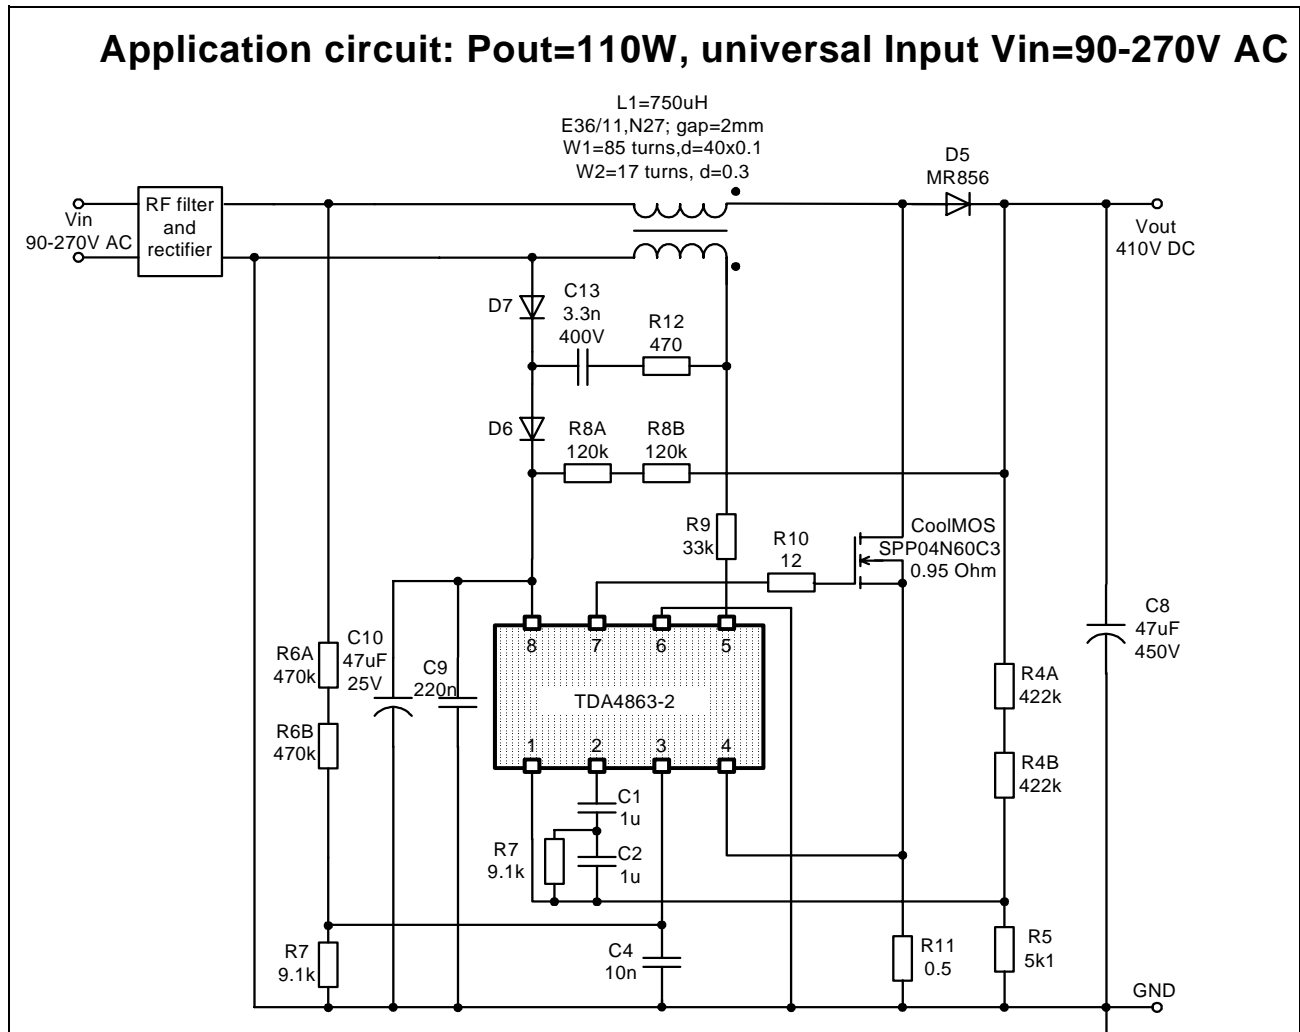 Application circuit: Pout=110W, universal Input Vin=90-270V AC
L1=750uH
E36/11,N27; gap=2mm
W1=85 turns,d=40x0.1
W2=17 turns, d=0.3
D5
MR856
RF filter
and
rectifier
Vin
90-270V AC
Vout
410V DC
D7
C13
3.3n
400V
R12
470
D6
R8A
120k
R8B
120k
R9
33k
R10
12
CoolMOS
SPP04N60C3
0.95 Ohm
C8
47uF
450V
8
7
6
5
R6A
470k
C10
47uF
25V
C9
220n
TDA4863-2
R4A
422k
R6B
470k
1
2
3
4
R4B
422k
C1
1u
R7
9.1k
C2
1u
R7
9.1k
C4
10n
R11
0.5
R5
5k1
GND